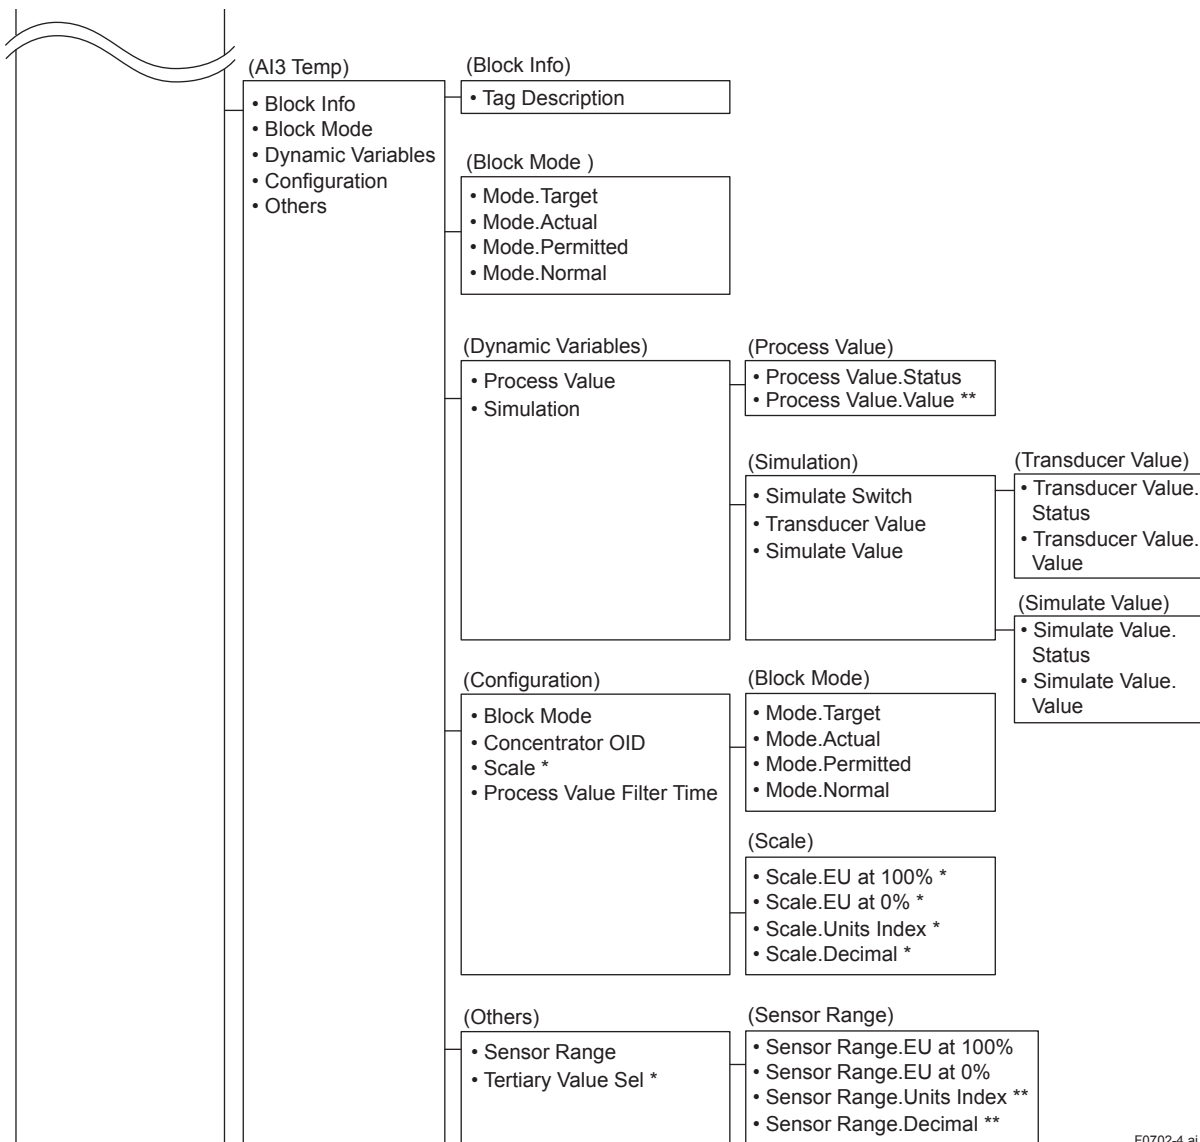 (AI3 Temp)
• Block Info
• Block Mode
• Dynamic Variables
• Configuration
• Others
(Block Info)
• Tag Description
(Block Mode )
• Mode.Target
• Mode.Actual
• Mode.Permitted
• Mode.Normal
(Dynamic Variables)
• Process Value
• Simulation
(Process Value)
• Process Value.Status
• Process Value.Value **
(Simulation)
• Simulate Switch
• Transducer Value
• Simulate Value
(Transducer Value)
• Transducer Value.
Status
• Transducer Value.
Value
(Simulate Value)
• Simulate Value.
Status
• Simulate Value.
Value
(Configuration)
• Block Mode
• Concentrator OID
• Scale *
• Process Value Filter Time
(Block Mode)
• Mode.Target
• Mode.Actual
• Mode.Permitted
• Mode.Normal
(Scale)
• Scale.EU at 100% *
• Scale.EU at 0% *
• Scale.Units Index *
• Scale.Decimal *
(Others)
• Sensor Range
• Tertiary Value Sel *
(Sensor Range)
• Sensor Range.EU at 100%
• Sensor Range.EU at 0%
• Sensor Range.Units Index **
• Sensor Range.Decimal **
F0702-4.ai